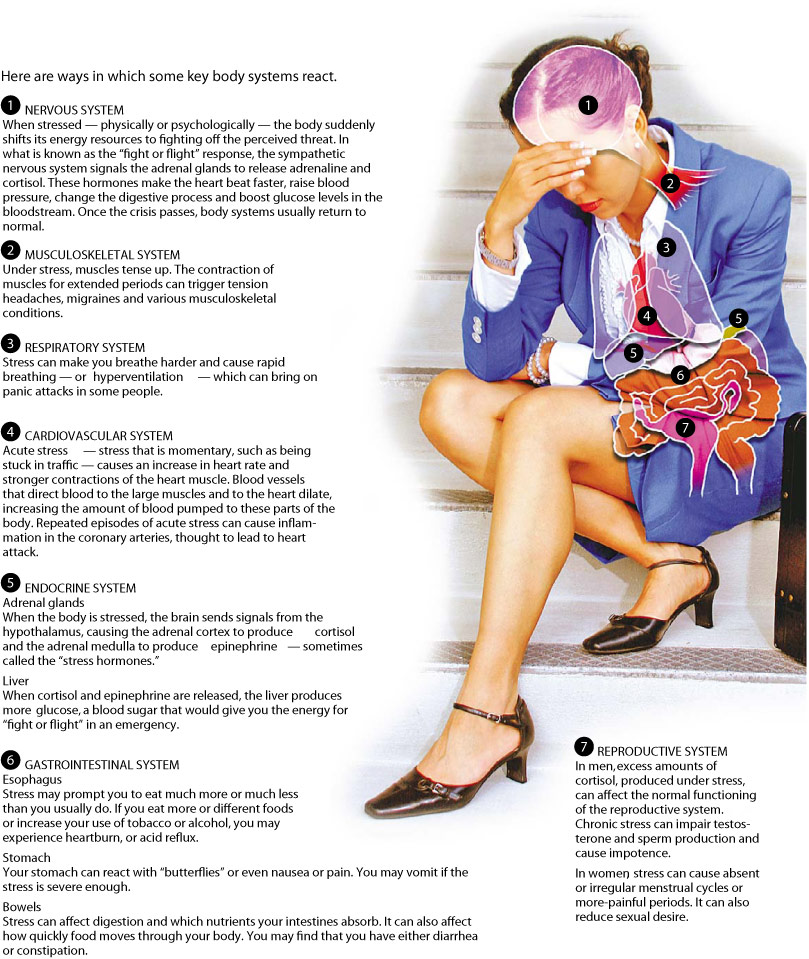 Here are ways in which some key body systems react.
1 NERVOUS SYSTEM
When stressed — physically or psychologically — the body suddenly
shifts its energy resources to fighting off the perceived threat. In
what is known as the “fight or flight” response, the sympathetic
nervous system signals the adrenal glands to release adrenaline and
cortisol. These hormones make the heart beat faster, raise blood
pressure, change the digestive process and boost glucose levels in the
bloodstream. Once the crisis passes, body systems usually return to
normal.
2 MUSCULOSKELETAL SYSTEM
Under stress, muscles tense up. The contraction of
muscles for extended periods can trigger tension
headaches, migraines and various musculoskeletal
conditions.
3 RESPIRATORY SYSTEM
Stress can make you breathe harder and cause rapid
breathing — or hyperventilation — which can bring on
panic attacks in some people.
4 CARDIOVASCULAR SYSTEM
Acute stress — stress that is momentary, such as being
stuck in traffic — causes an increase in heart rate and
stronger contractions of the heart muscle. Blood vessels
that direct blood to the large muscles and to the heart dilate,
increasing the amount of blood pumped to these parts of the
body. Repeated episodes of acute stress can cause inflam-
mation in the coronary arteries, thought to lead to heart
attack.
5 ENDOCRINE SYSTEM
Adrenal glands
When the body is stressed, the brain sends signals from the
hypothalamus, causing the adrenal cortex to produce cortisol
and the adrenal medulla to produce epinephrine — sometimes
called the “stress hormones.”
Liver
When cortisol and epinephrine are released, the liver produces
more glucose, a blood sugar that would give you the energy for
“fight or flight” in an emergency.
6 GASTROINTESTINAL SYSTEM
Esophagus
Stress may prompt you to eat much more or much less
than you usually do. If you eat more or different foods
or increase your use of tobacco or alcohol, you may
experience heartburn, or acid reflux.
Stomach
Your stomach can react with “butterflies” or even nausea or pain. You may vomit if the
stress is severe enough.
Bowels
Stress can affect digestion and which nutrients your intestines absorb. It can also affect
how quickly food moves through your body. You may find that you have either diarrhea
or constipation.
7 REPRODUCTIVE SYSTEM
In men, excess amounts of
cortisol, produced under stress,
can affect the normal functioning
of the reproductive system.
Chronic stress can impair testos-
terone and sperm production and
cause impotence.
In women, stress can cause absent
or irregular menstrual cycles or
more-painful periods. It can also
reduce sexual desire.
1
2
3
4
5
5
6
7